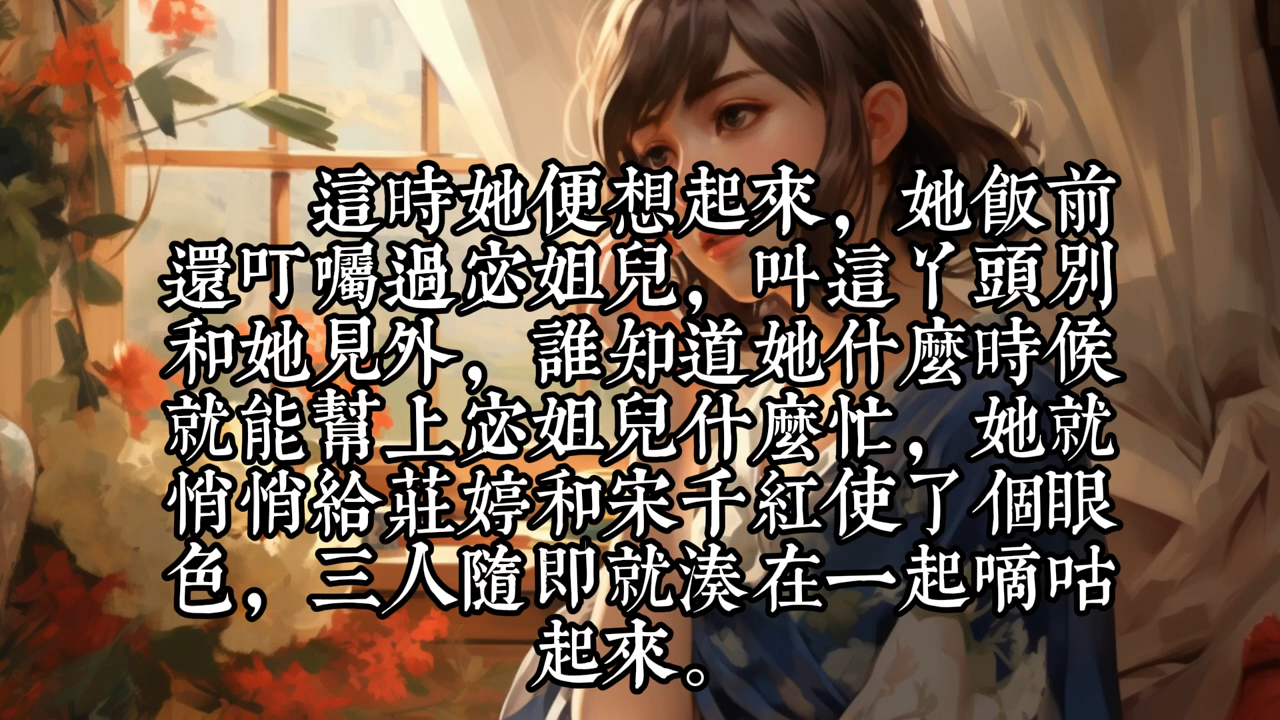 這時她便想起來，她飯前
還叮囑過宓姐兒，叫這丫頭別
和她見外，誰知道她什麼時候
就能幫上宓姐兒什麼忙，她就
悄悄給莊婷和宋千紅使了個眼
色，三人隨即就湊在一起嘀咕
起來。